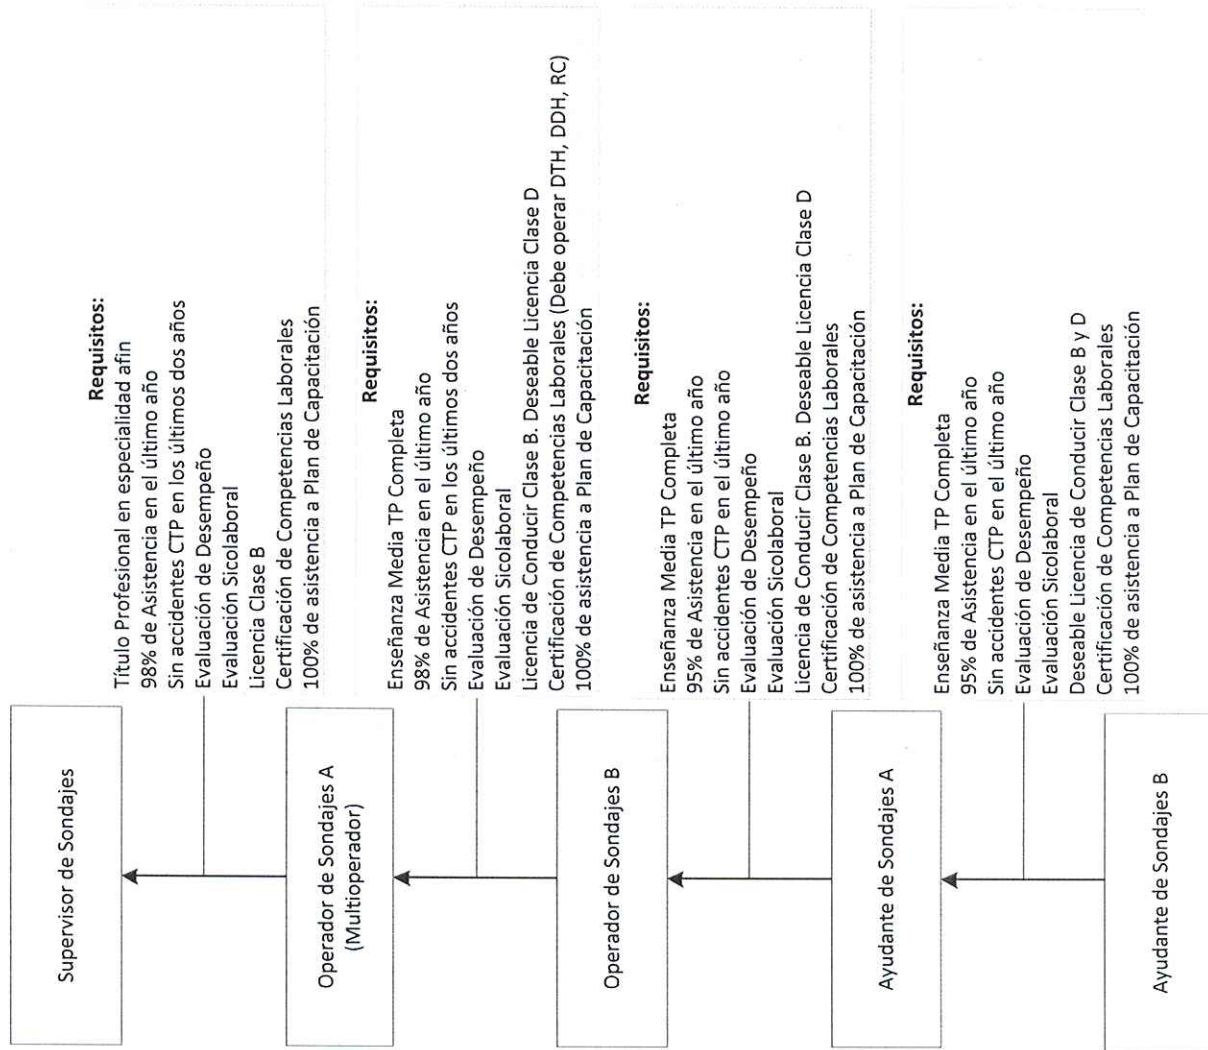 Supervisor de Sondajes
Requisitos:
Título Profesional en especialidad afin
98% de Asistencia en el último año
Sin accidentes CTP en los últimos dos años
Evaluación de Desempeño
Evaluación Sicolaboral
Licencia Clase B
Certificación de Competencias Laborales
100% de asistencia a Plan de Capacitación
Operador de Sondajes A
(Multioperador)
Requisitos:
Enseñanza Media TP Completa
98% de Asistencia en el último año
Sin accidentes CTP en los últimos dos años
Evaluación de Desempeño
Evaluación Sicolaboral
Licencia de Conducir Clase B. Deseable Licencia Clase D
Certificación de Competencias Laborales (Debe operar DTH, DDH, RC)
100% de asistencia a Plan de Capacitación
Operador de Sondajes B
Requisitos:
Enseñanza Media TP Completa
95% de Asistencia en el último año
Sin accidentes CTP en el último año
Evaluación de Desempeño
Evaluación Sicolaboral
Licencia de Conducir Clase B. Deseable Licencia Clase D
Certificación de Competencias Laborales
100% de asistencia a Plan de Capacitación
Ayudante de Sondajes A
Requisitos:
Enseñanza Media TP Completa
95% de Asistencia en el último año
Sin accidentes CTP en el último año
Evaluación de Desempeño
Evaluación Sicolaboral
Deseable Licencia de Conducir Clase B y D
Certificación de Competencias Laborales
100% de asistencia a Plan de Capacitación
Ayudante de Sondajes B